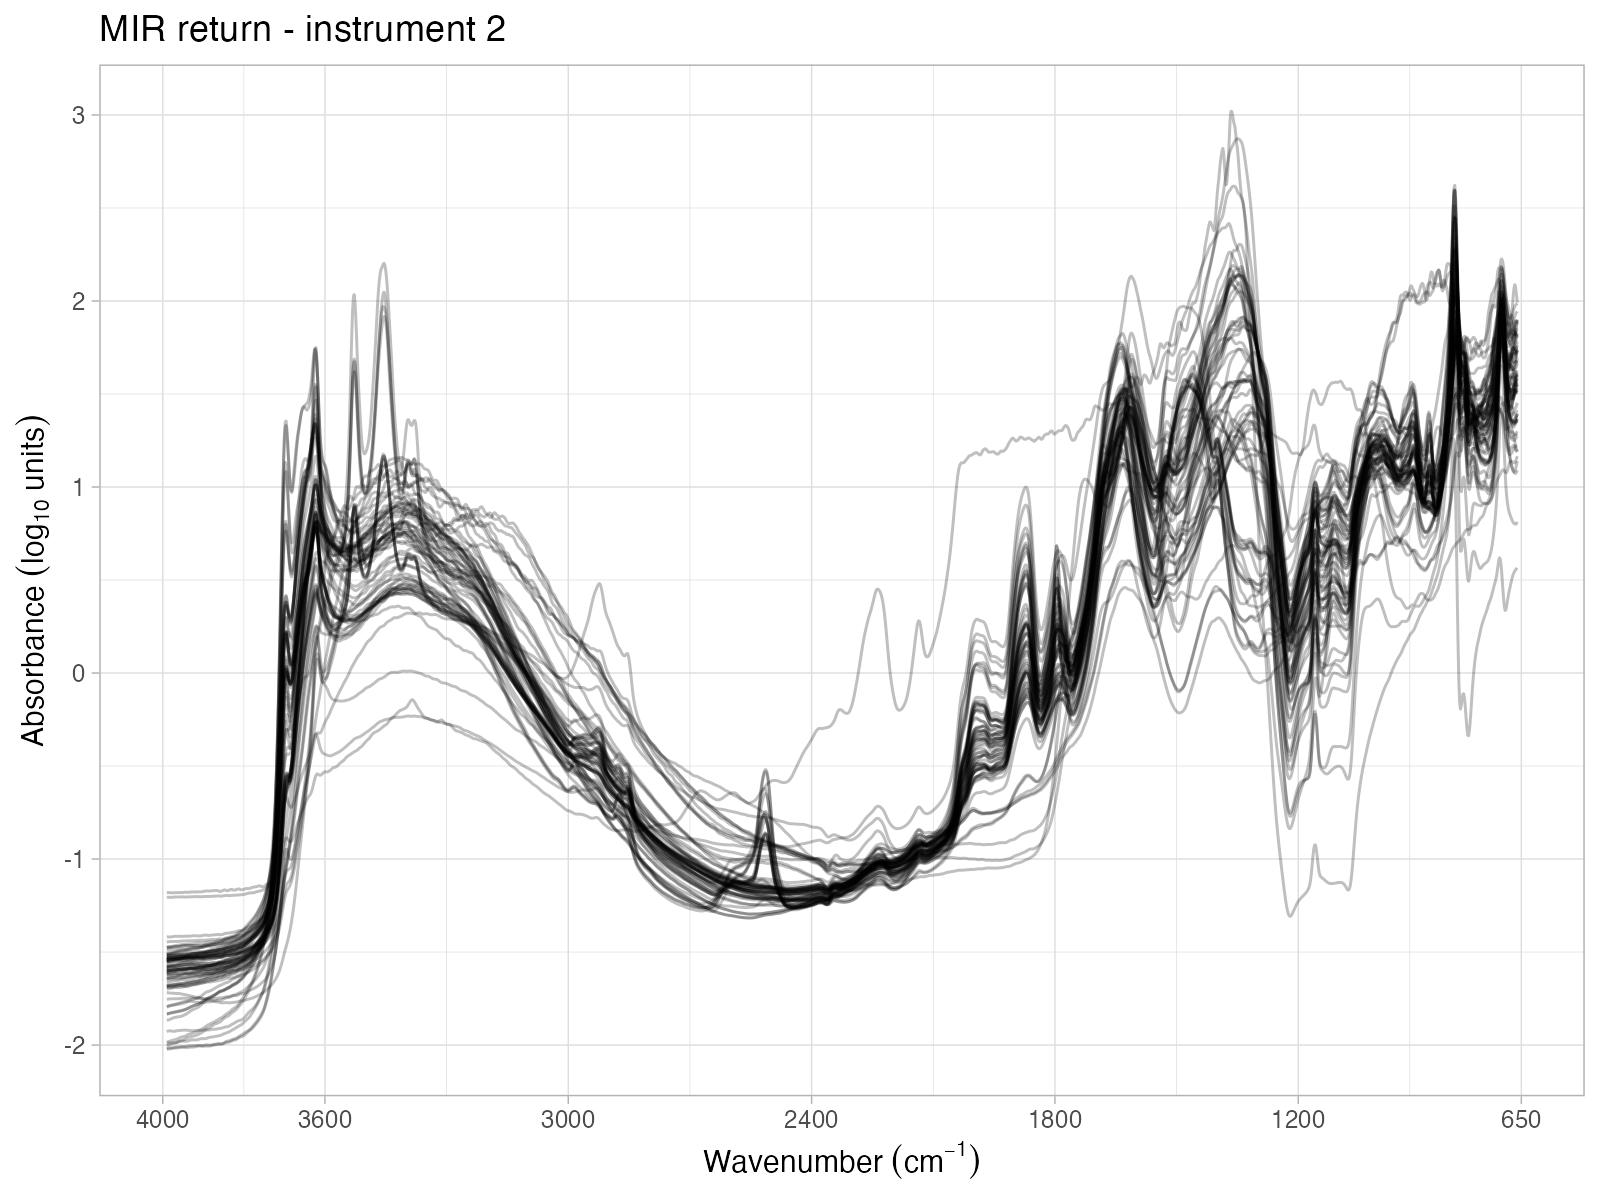 MIR return - instrument 2
Absorbance (log₁₀ units)
3
2
1
0
-1
-2
4000 3600 3000 2400 1800 1200 650
Wavenumber (cm⁻¹)